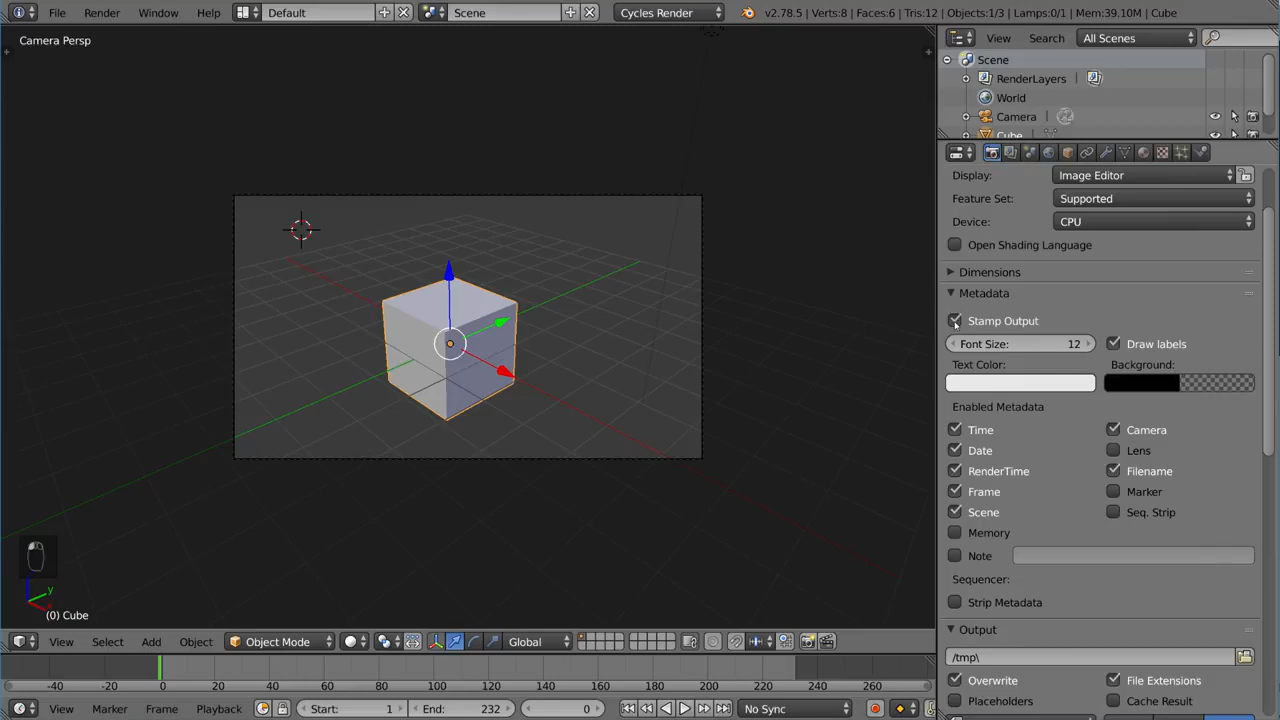 File Render Window Help Default Scene Cycles Render v2.78.5 | Verts:8 | Faces:6 | Tris:12 | Objects:1/3 | Lamps:0/1 | Mem:39.10M | Cube
Camera Persp
View Search All Scenes
Scene
RenderLayers
World
Camera
Cube
Display: Image Editor
Feature Set: Supported
Device: CPU
Open Shading Language
Dimensions
Metadata
Stamp Output
Font Size: 12 Draw labels
Text Color: Background:
Enabled Metadata
Time Camera
Date Lens
RenderTime Filename
Frame Marker
Scene Seq. Strip
Memory
Note
Sequencer:
Strip Metadata
Output
/tmp\
Overwrite File Extensions
Placeholders Cache Result
y
(0) Cube
View Select Add Object Object Mode Global
-40 -20 0 20 40 60 80 100 120 140 160 180 200 220 240 260
View Marker Frame Playback Start: 1 End: 232 0 No Sync